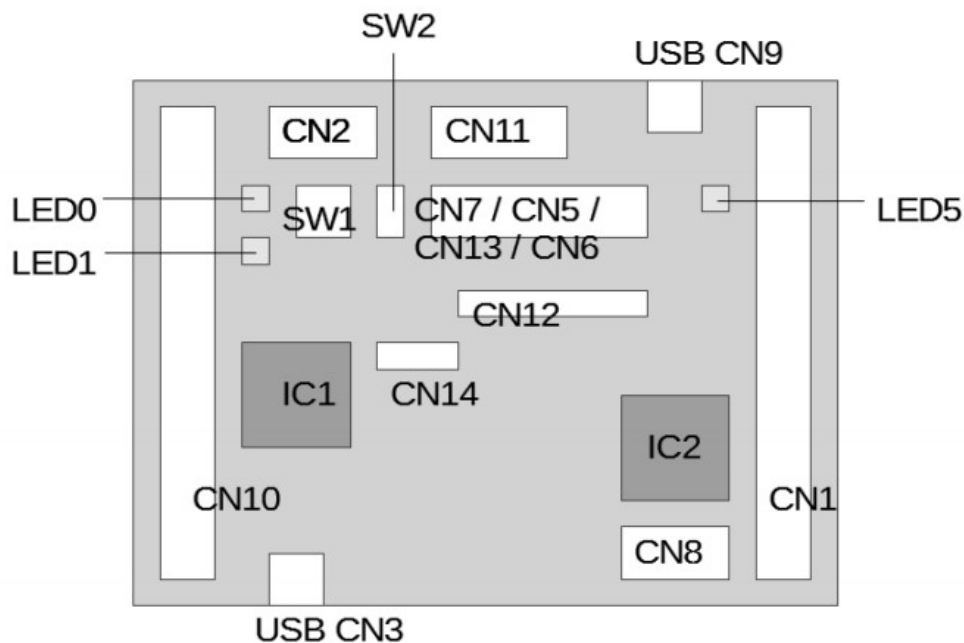 SW2
USB CN9
CN2
CN11
LED0
SW1
CN7 / CN5 /
CN13 / CN6
LED5
LED1
CN12
IC1
CN14
IC2
CN10
CN1
CN8
USB CN3